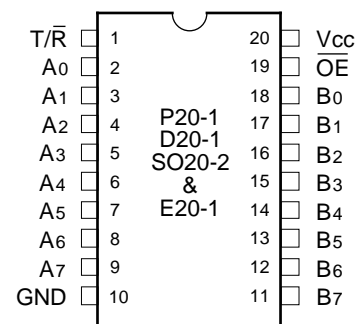 T/R̅ 1 20 Vcc
A0 2 19 O̅E̅
A1 3 18 B0
A2 4 17 B1
A3 5 16 B2
A4 6 15 B3
A5 7 14 B4
A6 8 13 B5
A7 9 12 B6
GND 10 11 B7
P20-1
D20-1
SO20-2
&
E20-1